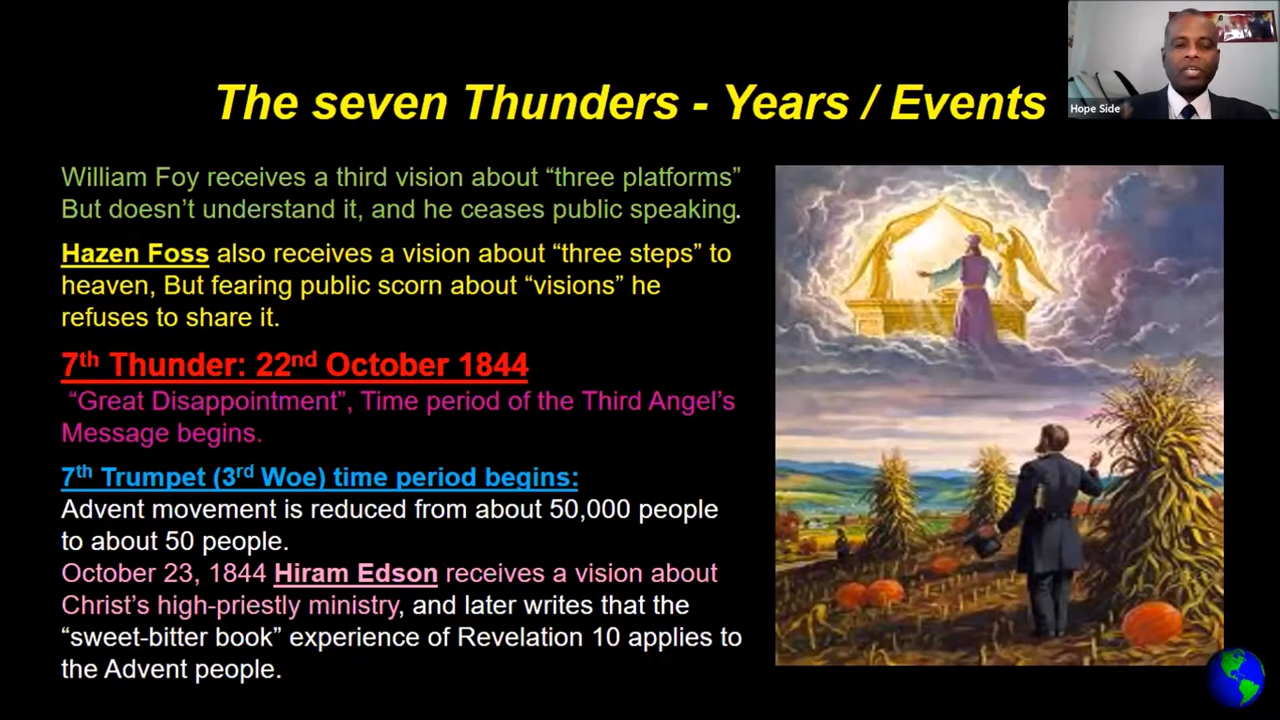 The seven Thunders - Years / Events
Hope Side
William Foy receives a third vision about “three platforms”
But doesn’t understand it, and he ceases public speaking.
Hazen Foss also receives a vision about “three steps” to
heaven, But fearing public scorn about “visions” he
refuses to share it.
7th Thunder: 22nd October 1844
“Great Disappointment”, Time period of the Third Angel’s
Message begins.
7th Trumpet (3rd Woe) time period begins:
Advent movement is reduced from about 50,000 people
to about 50 people.
October 23, 1844 Hiram Edson receives a vision about
Christ’s high-priestly ministry, and later writes that the
“sweet-bitter book” experience of Revelation 10 applies to
the Advent people.